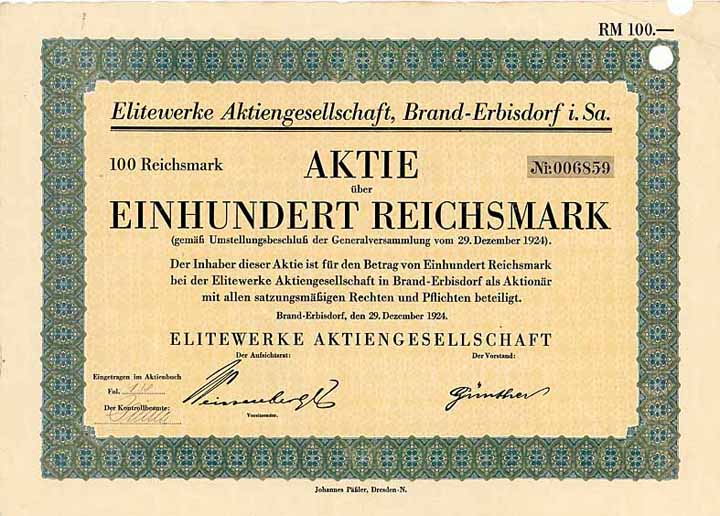 RM 100.—
Elitewerke Aktiengesellschaft, Brand-Erbisdorf i. Sa.
100 Reichsmark
AKTIE
№ 006859
über
EINHUNDERT REICHSMARK
(gemäß Umstellungsbeschluß der Generalversammlung vom 29. Dezember 1924).
Der Inhaber dieser Aktie ist für den Betrag von Einhundert Reichsmark
bei der Elitewerke Aktiengesellschaft in Brand-Erbisdorf als Aktionär
mit allen satzungsmäßigen Rechten und Pflichten beteiligt.
Brand-Erbisdorf, den 29. Dezember 1924.
ELITEWERKE AKTIENGESELLSCHAFT
Der Aufsichtsrat:
Der Vorstand:
Eingetragen im Aktienbuch
Fol.
Der Kontrollbeamte:
Vorsitzender.
Günther
Johannes Päßler, Dresden-N.